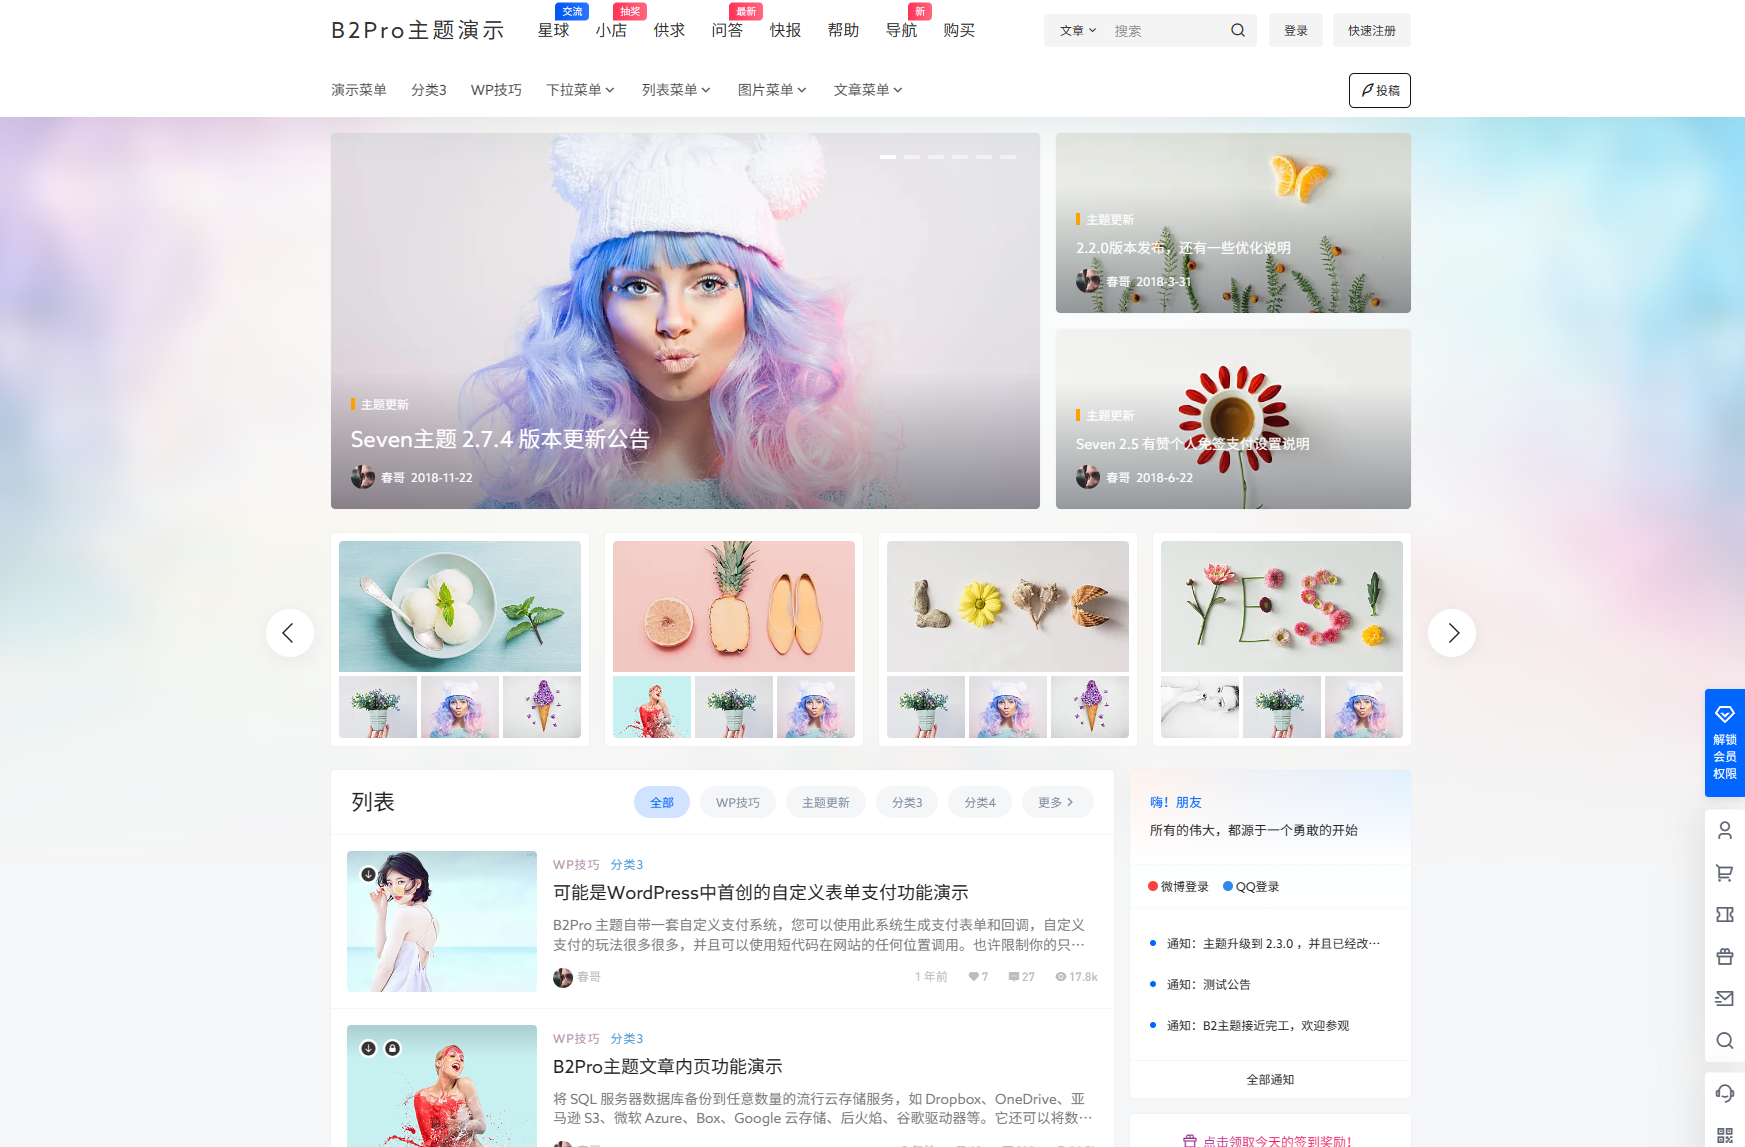 B2Pro主题演示
星球
交流
小店
抽奖
供求
问答
最新
快报
帮助
导航
新
购买
文章
搜索
登录
快速注册
演示菜单
分类3
WP技巧
下拉菜单
列表菜单
图片菜单
文章菜单
投稿
主题更新
Seven主题 2.7.4 版本更新公告
春哥 2018-11-22
主题更新
2.2.0版本发布，还有一些优化说明
春哥 2018-3-31
主题更新
Seven 2.5 有赞个人免签支付设置说明
春哥 2018-6-22
LOVE
YES!
列表
全部
WP技巧
主题更新
分类3
分类4
更多
WP技巧 分类3
可能是WordPress中首创的自定义表单支付功能演示
B2Pro 主题自带一套自定义支付系统，您可以使用此系统生成支付表单和回调，自定义
支付的玩法很多很多，并且可以使用短代码在网站的任何位置调用。也许限制你的只…
春哥
1 年前
7
27
17.8k
WP技巧 分类3
B2Pro主题文章内页功能演示
将 SQL 服务器数据库备份到任意数量的流行云存储服务，如 Dropbox、OneDrive、亚
马逊 S3、微软 Azure、Box、Google 云存储、后火焰、谷歌驱动器等。它还可以将数…
嗨！朋友
所有的伟大，都源于一个勇敢的开始
微博登录
QQ登录
通知：主题升级到 2.3.0 ，并且已经改…
通知：测试公告
通知：B2主题接近完工，欢迎参观
全部通知
点击领取今天的签到奖励！
解锁
会员
权限